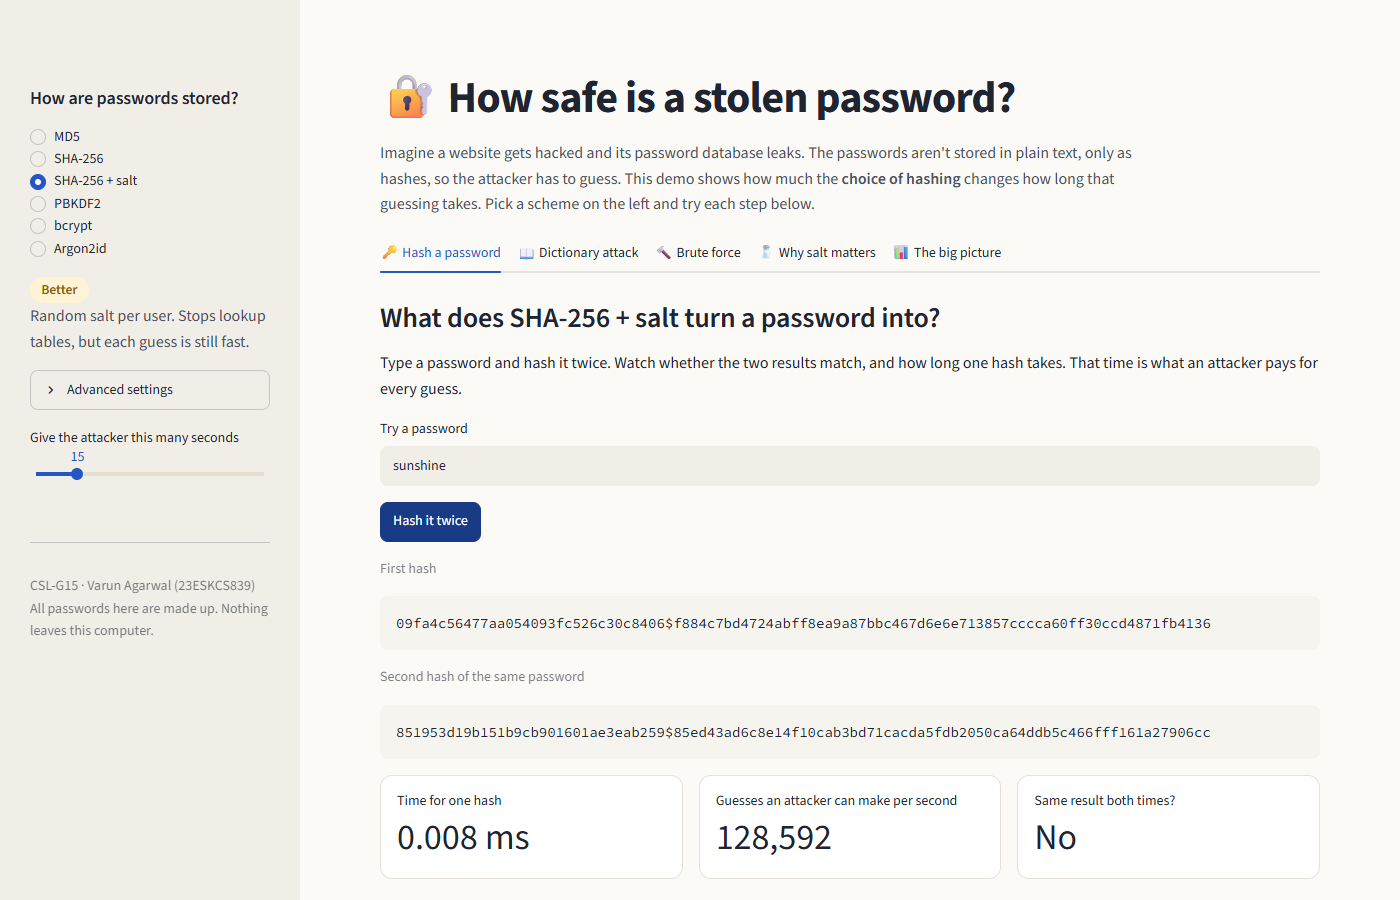 How are passwords stored?
MD5
SHA-256
SHA-256 + salt
PBKDF2
bcrypt
Argon2id
Better
Random salt per user. Stops lookup
tables, but each guess is still fast.
Advanced settings
Give the attacker this many seconds
15
CSL-G15 · Varun Agarwal (23ESKCS839)
All passwords here are made up. Nothing
leaves this computer.
How safe is a stolen password?
Imagine a website gets hacked and its password database leaks. The passwords aren't stored in plain text, only as
hashes, so the attacker has to guess. This demo shows how much the choice of hashing changes how long that
guessing takes. Pick a scheme on the left and try each step below.
Hash a password Dictionary attack Brute force Why salt matters The big picture
What does SHA-256 + salt turn a password into?
Type a password and hash it twice. Watch whether the two results match, and how long one hash takes. That time is what an attacker pays for
every guess.
Try a password
sunshine
Hash it twice
First hash
09fa4c56477aa054093fc526c30c8406$f884c7bd4724abff8ea9a87bbc467d6e6e713857cccca60ff30ccd4871fb4136
Second hash of the same password
851953d19b151b9cb901601ae3eab259$85ed43ad6c8e14f10cab3bd71cacda5fdb2050ca64ddb5c466fff161a27906cc
Time for one hash
0.008 ms
Guesses an attacker can make per second
128,592
Same result both times?
No